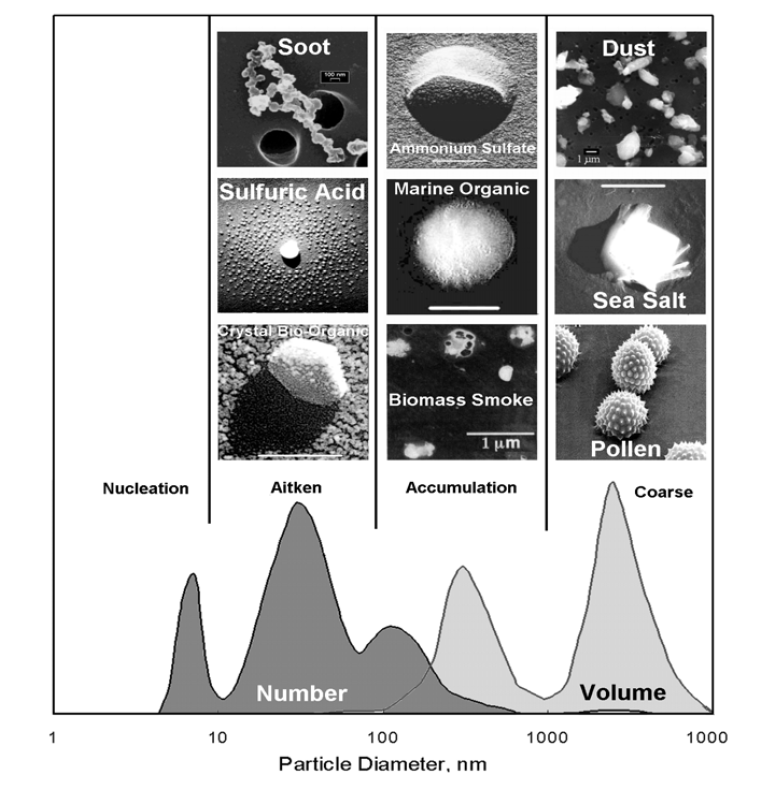 Soot
100 nm
Ammonium Sulfate
Dust
1 µm
Sulfuric Acid
Marine Organic
Sea Salt
Crystal Bio-Organic
Biomass Smoke
1 µm
Pollen
Nucleation
Aitken
Accumulation
Coarse
Number
Volume
1
10
100
1000
1000
Particle Diameter, nm